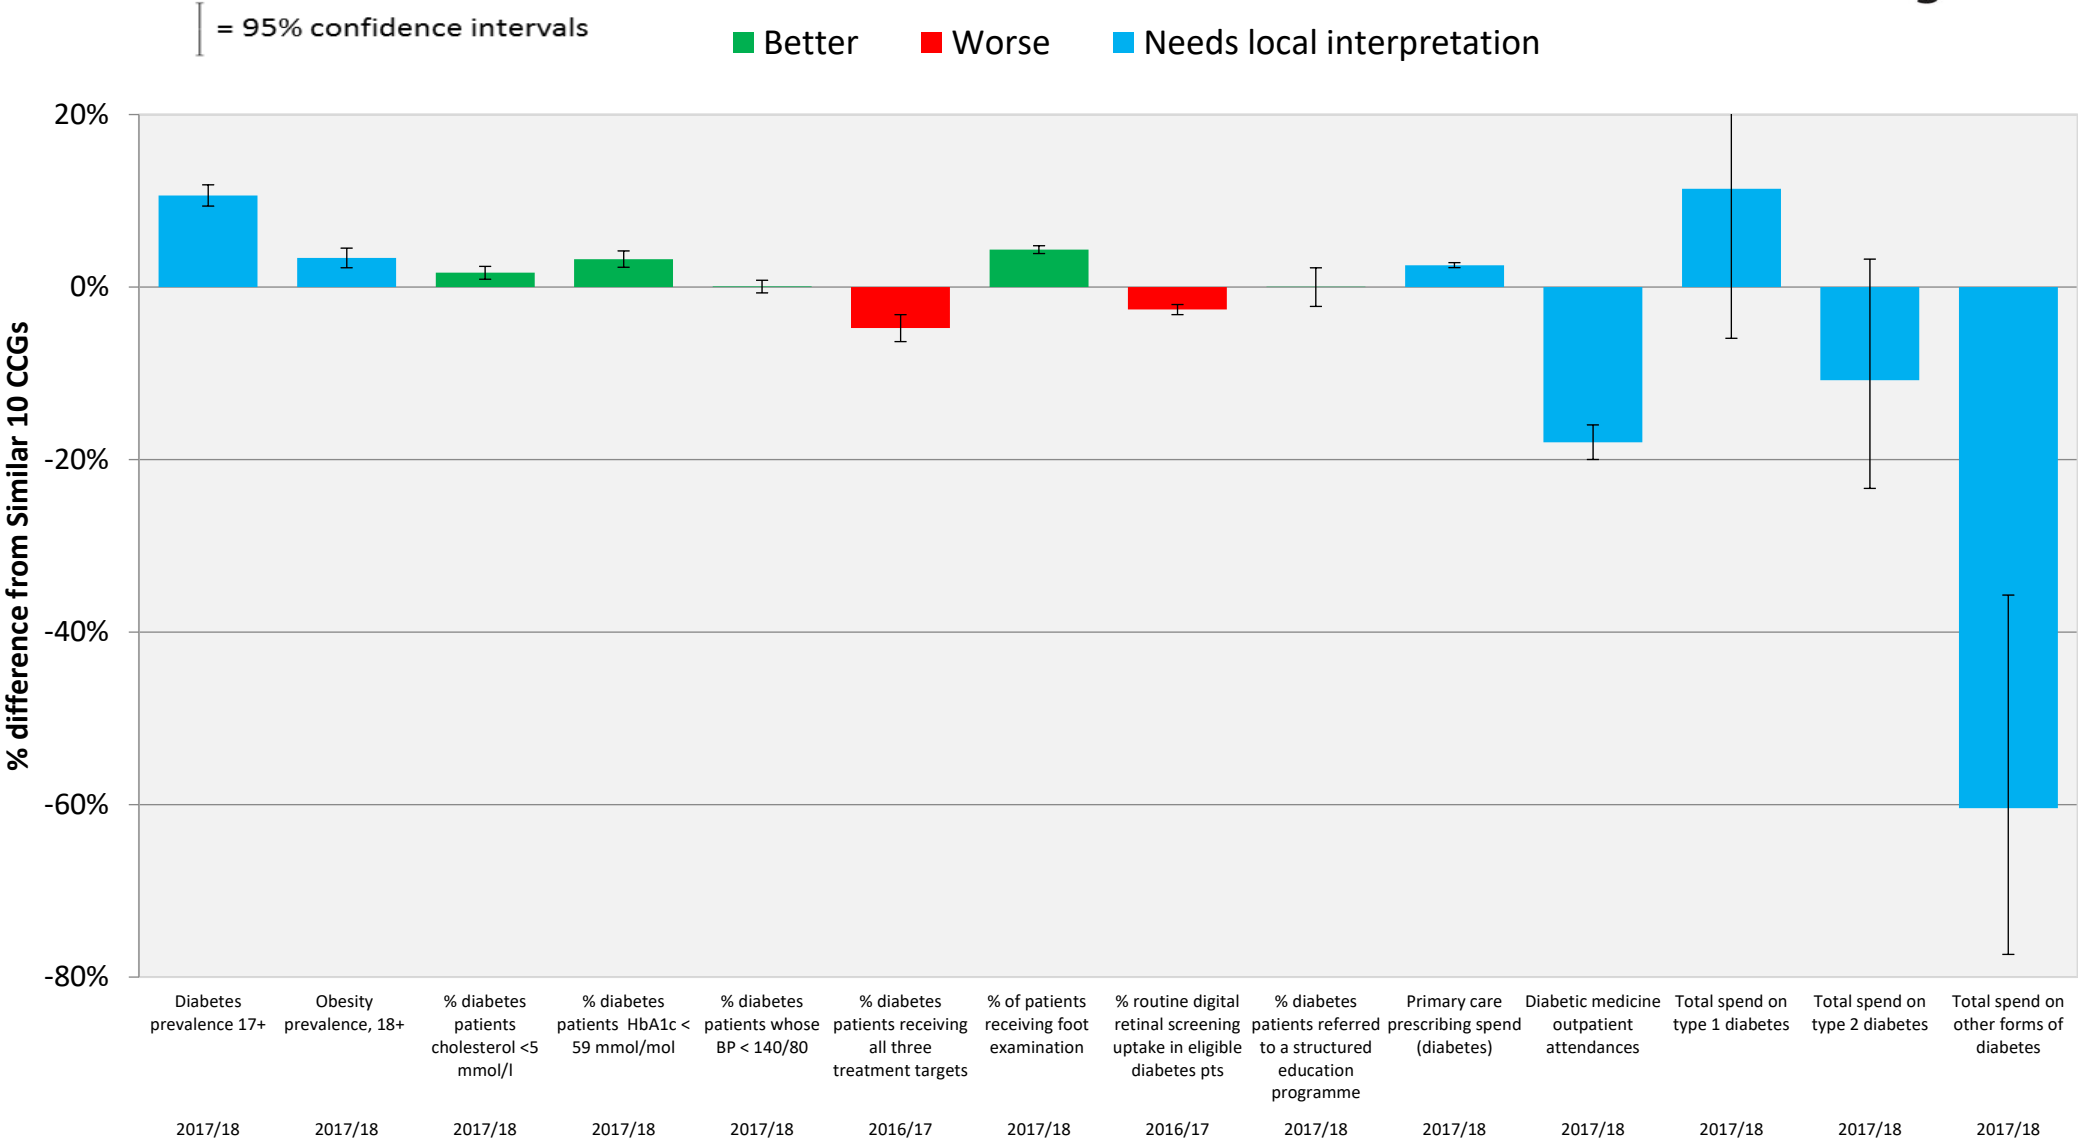 = 95% confidence intervals
Better Worse Needs local interpretation
20%
0%
-20%
-40%
-60%
-80%
% difference from Similar 10 CCGs
Diabetes
prevalence 17+
2017/18
Obesity
prevalence, 18+
2017/18
% diabetes
patients
cholesterol <5
mmol/l
2017/18
% diabetes
patients HbA1c <
59 mmol/mol
2017/18
% diabetes
patients whose
BP < 140/80
2017/18
% diabetes
patients receiving
all three
treatment targets
2016/17
% of patients
receiving foot
examination
2017/18
% routine digital
retinal screening
uptake in eligible
diabetes pts
2016/17
% diabetes
patients referred
to a structured
education
programme
2017/18
Primary care
prescribing spend
(diabetes)
2017/18
Diabetic medicine
outpatient
attendances
2017/18
Total spend on
type 1 diabetes
2017/18
Total spend on
type 2 diabetes
2017/18
Total spend on
other forms of
diabetes
2017/18